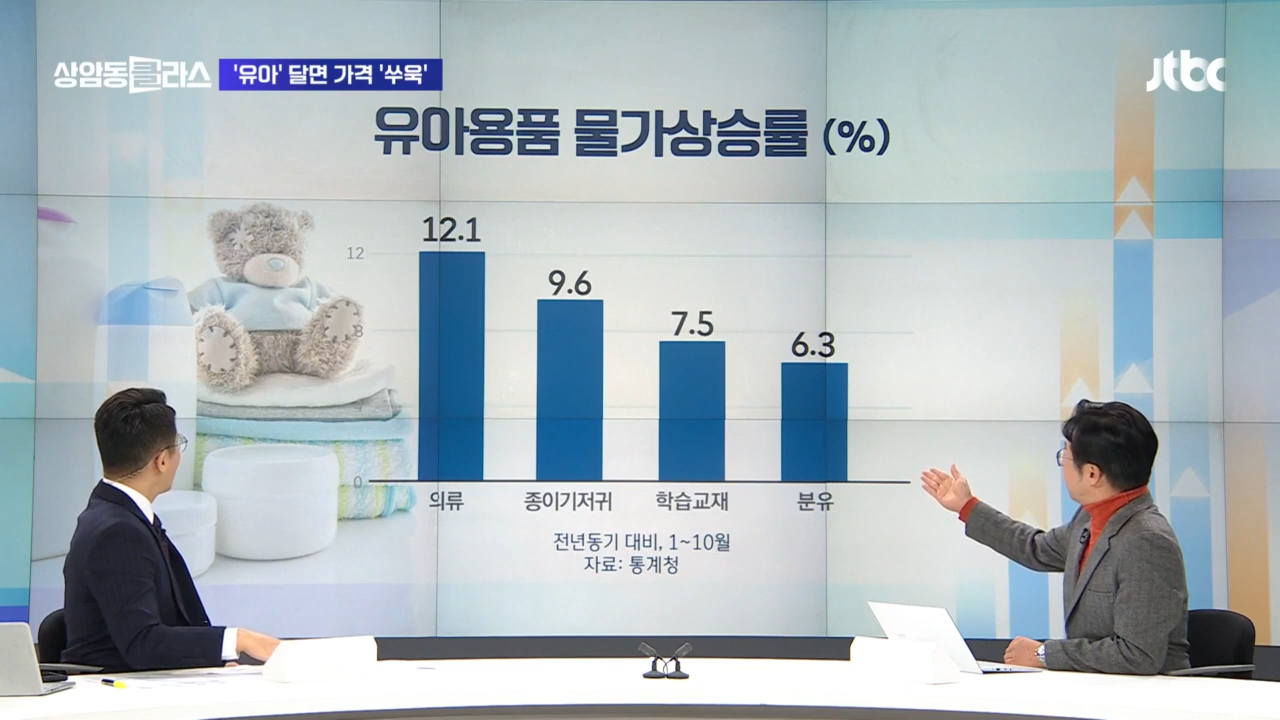 상암동클라스
'유아' 달면 가격 '쑤욱'
jtbc
유아용품 물가상승률 (%)
12.1
9.6
7.5
6.3
12
8
0
의류
종이기저귀
학습교재
분유
전년동기 대비, 1~10월
자료: 통계청